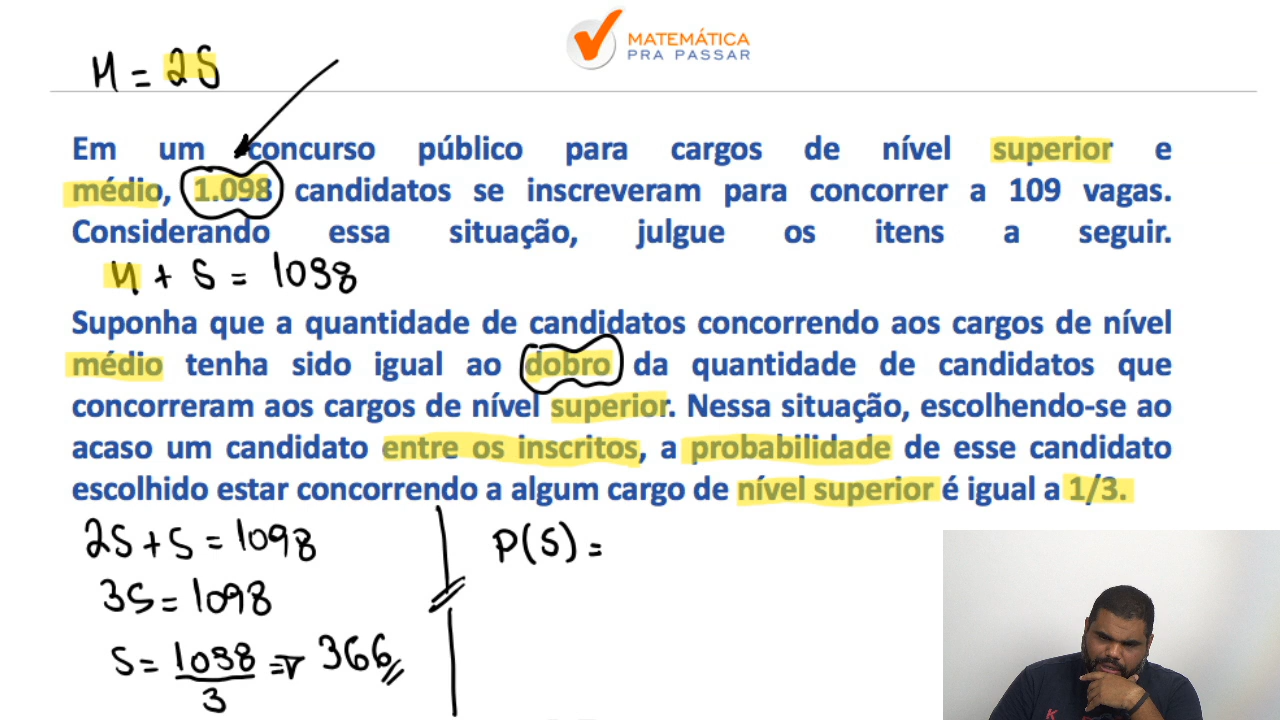 M = 2S
MATEMÁTICA
PRA PASSAR
Em um concurso público para cargos de nível superior e
médio, 1.098 candidatos se inscreveram para concorrer a 109 vagas.
Considerando essa situação, julgue os itens a seguir.
M + S = 1098
Suponha que a quantidade de candidatos concorrendo aos cargos de nível
médio tenha sido igual ao dobro da quantidade de candidatos que
concorreram aos cargos de nível superior. Nessa situação, escolhendo-se ao
acaso um candidato entre os inscritos, a probabilidade de esse candidato
escolhido estar concorrendo a algum cargo de nível superior é igual a 1/3.
2S + S = 1098
3S = 1098
S = 1098/3 => 366//
P(S) =